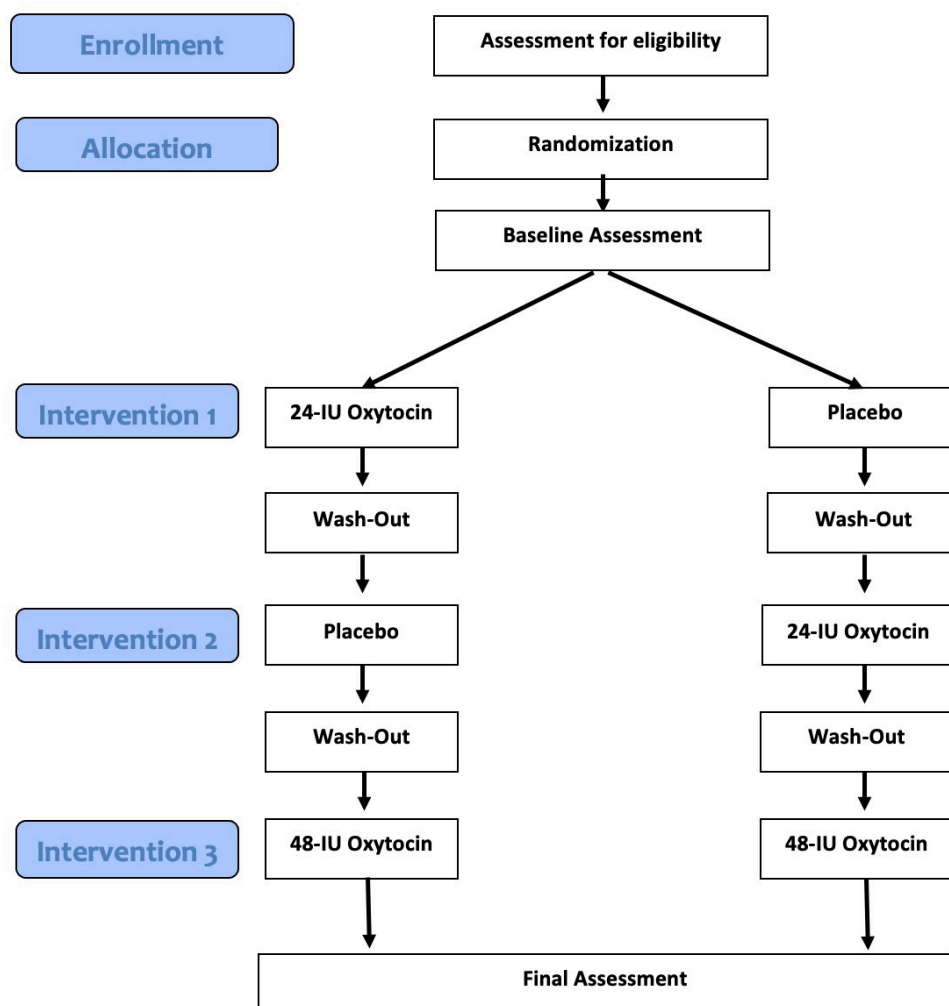 Enrollment
Assessment for eligibility
Allocation
Randomization
Baseline Assessment
Intervention 1
24-IU Oxytocin
Placebo
Wash-Out
Wash-Out
Intervention 2
Placebo
24-IU Oxytocin
Wash-Out
Wash-Out
Intervention 3
48-IU Oxytocin
48-IU Oxytocin
Final Assessment